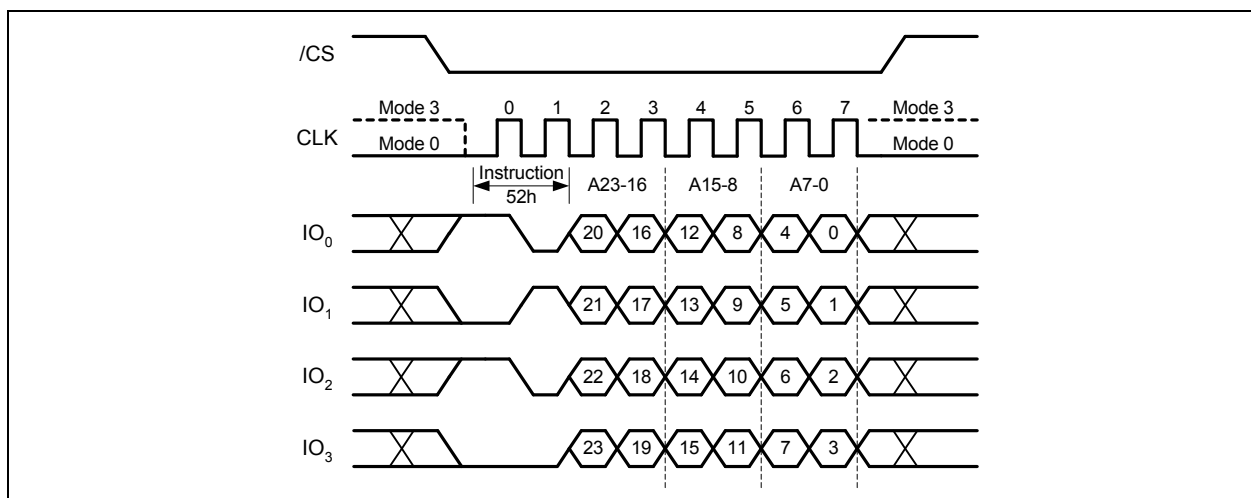 /CS
Mode 3 0 1 2 3 4 5 6 7 Mode 3
CLK
Mode 0 Mode 0
Instruction A23-16 A15-8 A7-0
52h
IO0 20 16 12 8 4 0
IO1 21 17 13 9 5 1
IO2 22 18 14 10 6 2
IO3 23 19 15 11 7 3